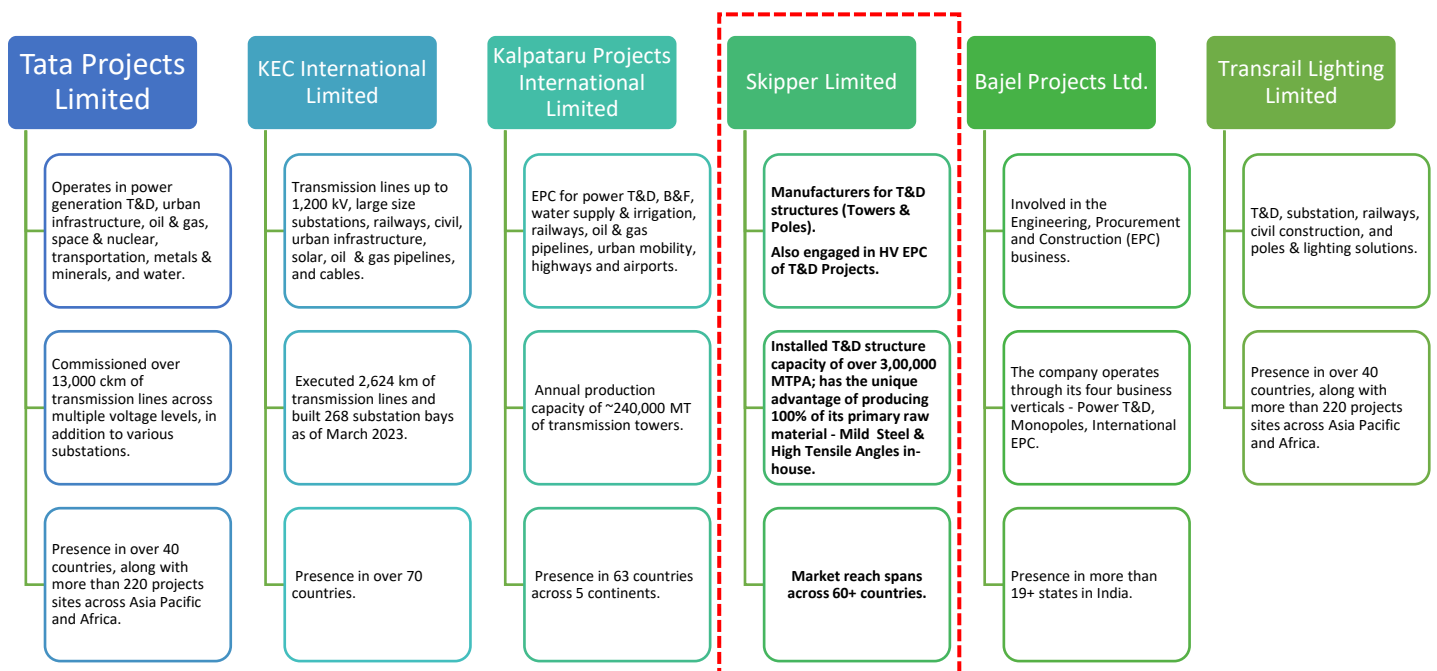 Tata Projects
Limited
Operates in power
generation T&D, urban
infrastructure, oil & gas,
space & nuclear,
transportation, metals &
minerals, and water.
Commissioned over
13,000 ckm of
transmission lines across
multiple voltage levels, in
addition to various
substations.
Presence in over 40
countries, along with
more than 220 projects
sites across Asia Pacific
and Africa.
KEC International
Limited
Transmission lines up to
1,200 kV, large size
substations, railways, civil,
urban infrastructure,
solar, oil & gas pipelines,
and cables.
Executed 2,624 km of
transmission lines and
built 268 substation bays
as of March 2023.
Presence in over 70
countries.
Kalpataru Projects
International
Limited
EPC for power T&D, B&F,
water supply & irrigation,
railways, oil & gas
pipelines, urban mobility,
highways and airports.
Annual production
capacity of ~240,000 MT
of transmission towers.
Presence in 63 countries
across 5 continents.
Skipper Limited
Manufacturers for T&D
structures (Towers &
Poles).
Also engaged in HV EPC
of T&D Projects.
Installed T&D structure
capacity of over 3,00,000
MTPA; has the unique
advantage of producing
100% of its primary raw
material - Mild Steel &
High Tensile Angles in-
house.
Market reach spans
across 60+ countries.
Bajel Projects Ltd.
Involved in the
Engineering, Procurement
and Construction (EPC)
business.
The company operates
through its four business
verticals - Power T&D,
Monopoles, International
EPC.
Presence in more than
19+ states in India.
Transrail Lighting
Limited
T&D, substation, railways,
civil construction, and
poles & lighting solutions.
Presence in over 40
countries, along with
more than 220 projects
sites across Asia Pacific
and Africa.